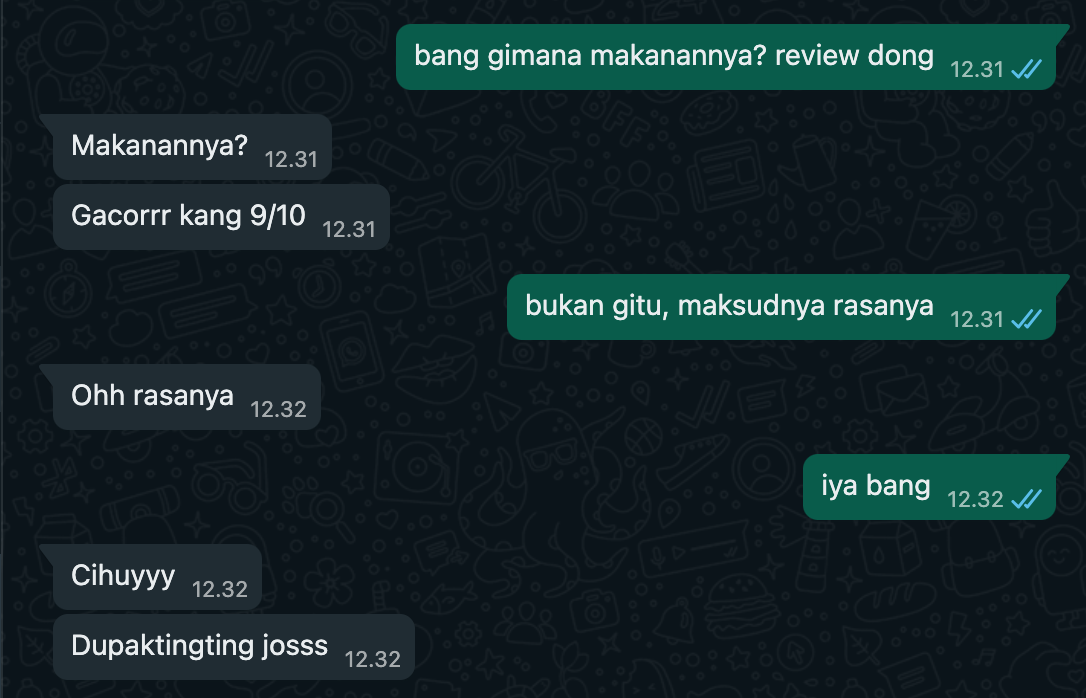 bang gimana makanannya? review dong 12.31
Makanannya? 12.31
Gacorrr kang 9/10 12.31
bukan gitu, maksudnya rasanya 12.31
Ohh rasanya 12.32
iya bang 12.32
Cihuyyy 12.32
Dupaktingting josss 12.32